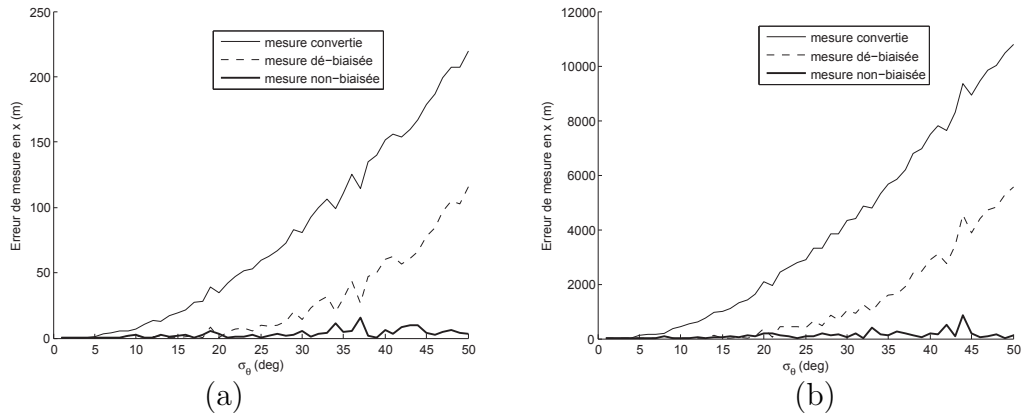 250
200
150
100
50
0
Erreur de mesure en x (m)
mesure convertie
mesure dé-biaisée
mesure non-biaisée
0 5 10 15 20 25 30 35 40 45 50
σθ (deg)
(a)
12000
10000
8000
6000
4000
2000
0
Erreur de mesure en x (m)
mesure convertie
mesure dé-biaisée
mesure non-biaisée
0 5 10 15 20 25 30 35 40 45 50
σθ (deg)
(b)